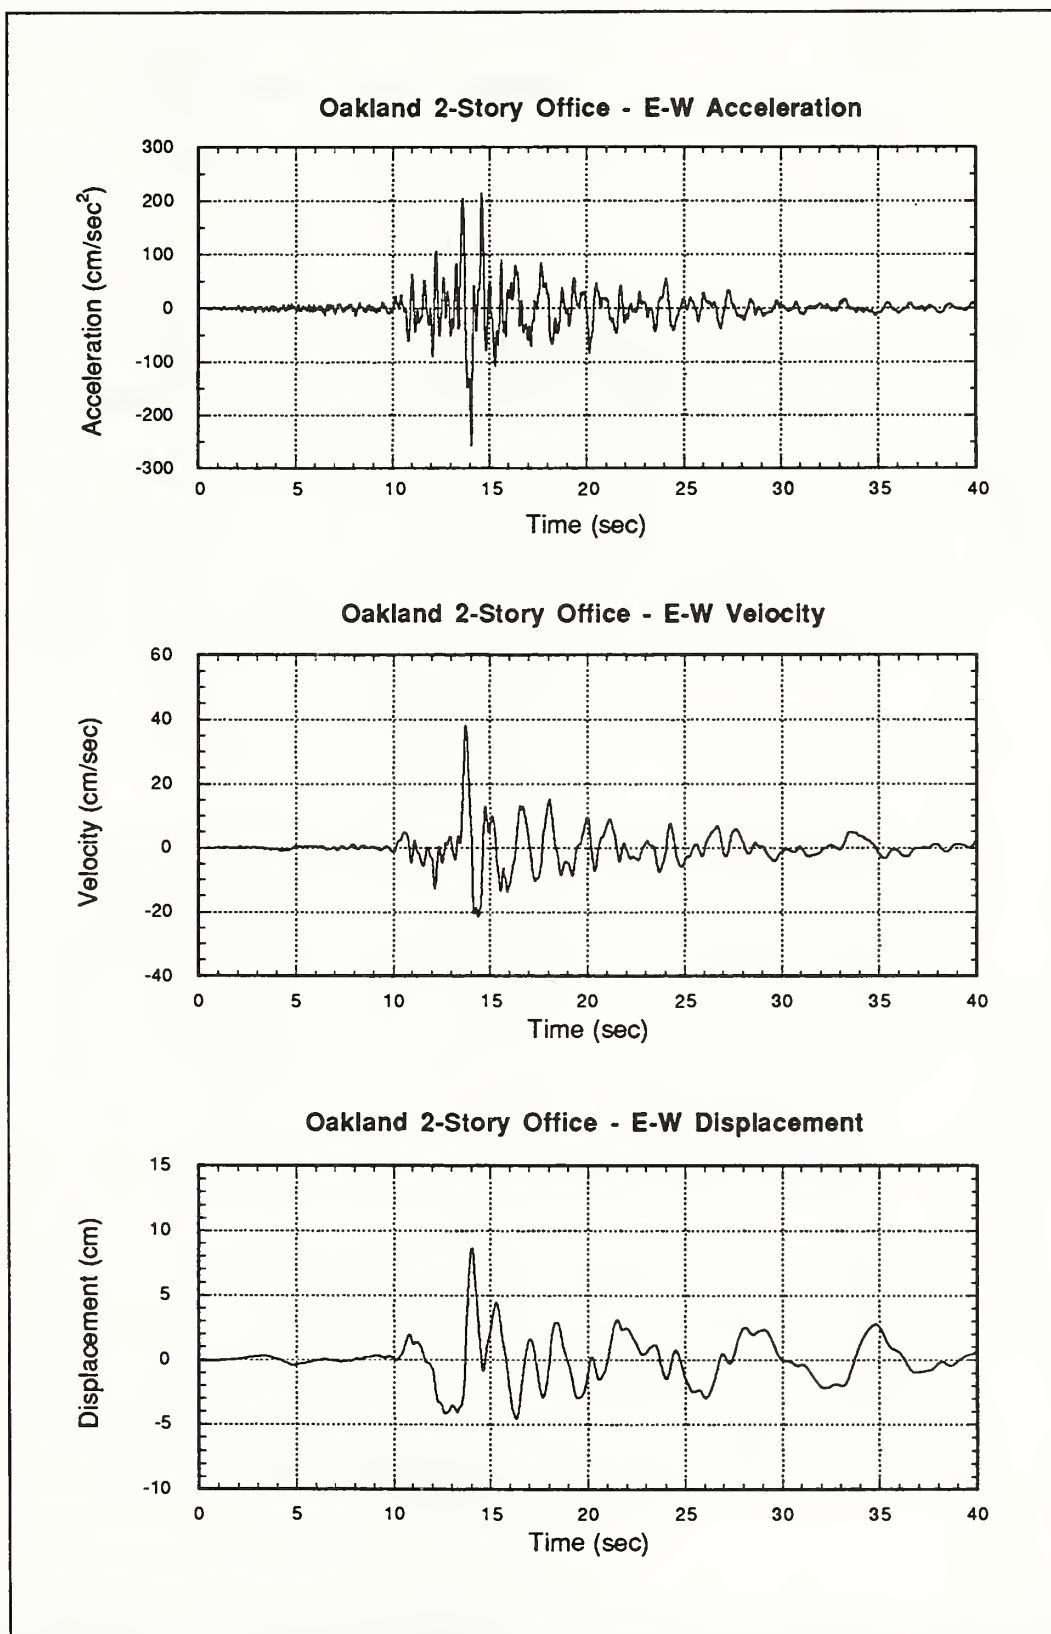 Oakland 2-Story Office - E-W Acceleration
Acceleration (cm/sec²)
300
200
100
0
-100
-200
-300
0 5 10 15 20 25 30 35 40
Time (sec)
Oakland 2-Story Office - E-W Velocity
Velocity (cm/sec)
60
40
20
0
-20
-40
0 5 10 15 20 25 30 35 40
Time (sec)
Oakland 2-Story Office - E-W Displacement
Displacement (cm)
15
10
5
0
-5
-10
0 5 10 15 20 25 30 35 40
Time (sec)